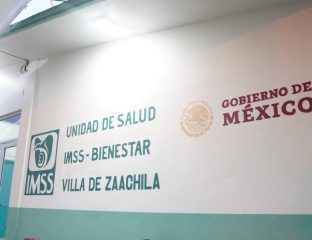 UNIDAD DE SALUD
IMSS-BIENESTAR
VILLA DE ZAACHILA
IMSS
GOBIERNO DE
MÉXICO